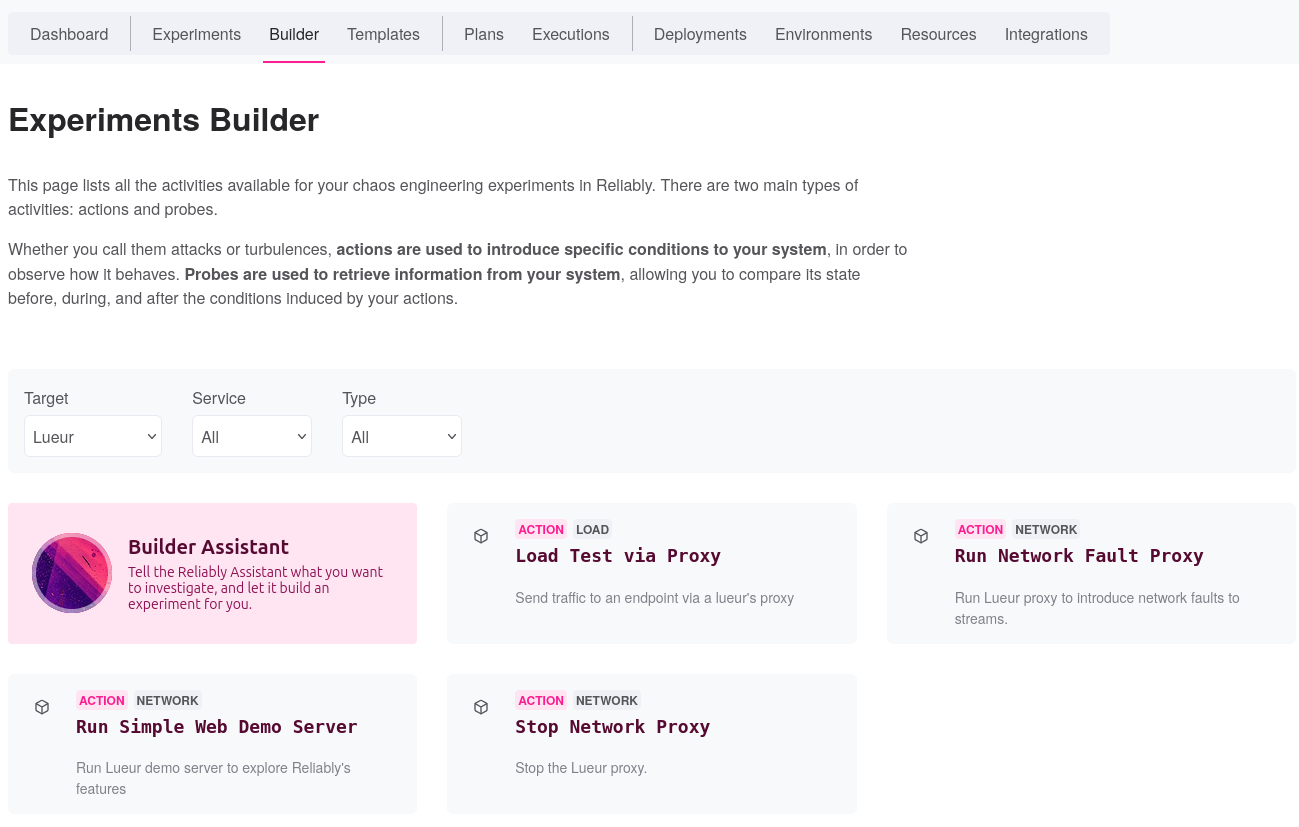 Dashboard Experiments Builder Templates Plans Executions Deployments Environments Resources Integrations
Experiments Builder
This page lists all the activities available for your chaos engineering experiments in Reliably. There are two main types of
activities: actions and probes.
Whether you call them attacks or turbulences, actions are used to introduce specific conditions to your system, in order to
observe how it behaves. Probes are used to retrieve information from your system, allowing you to compare its state
before, during, and after the conditions induced by your actions.
Target Service Type
Lueur All All
Builder Assistant
Tell the Reliably Assistant what you want
to investigate, and let it build an
experiment for you.
ACTION LOAD
Load Test via Proxy
Send traffic to an endpoint via a lueur's proxy
ACTION NETWORK
Run Network Fault Proxy
Run Lueur proxy to introduce network faults to
streams.
ACTION NETWORK
Run Simple Web Demo Server
Run Lueur demo server to explore Reliably's
features
ACTION NETWORK
Stop Network Proxy
Stop the Lueur proxy.